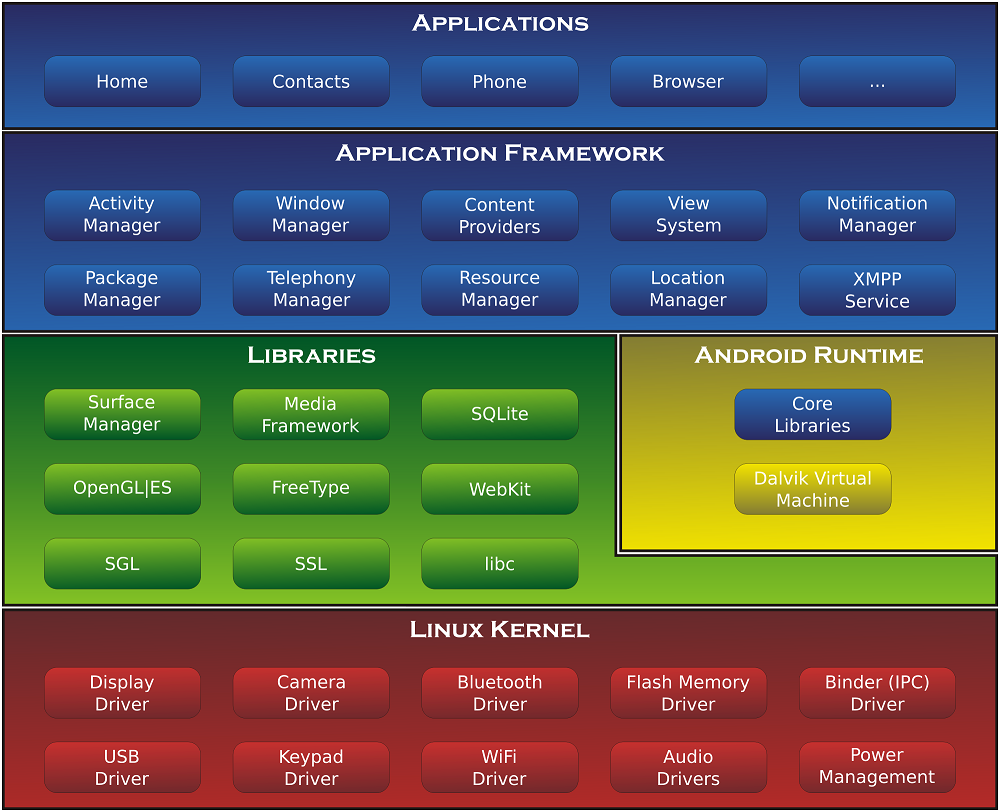 APPLICATIONS
Home
Contacts
Phone
Browser
...
APPLICATION FRAMEWORK
Activity
Manager
Window
Manager
Content
Providers
View
System
Notification
Manager
Package
Manager
Telephony
Manager
Resource
Manager
Location
Manager
XMPP
Service
LIBRARIES
Surface
Manager
Media
Framework
SQLite
OpenGL|ES
FreeType
WebKit
SGL
SSL
libc
ANDROID RUNTIME
Core
Libraries
Dalvik Virtual
Machine
LINUX KERNEL
Display
Driver
Camera
Driver
Bluetooth
Driver
Flash Memory
Driver
Binder (IPC)
Driver
USB
Driver
Keypad
Driver
WiFi
Driver
Audio
Drivers
Power
Management